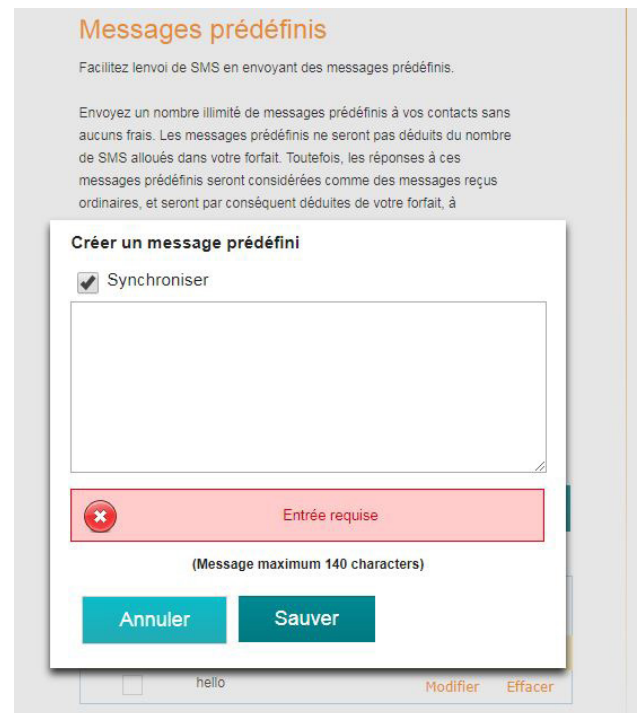 Messages prédéfinis
Facilitez lenvoi de SMS en envoyant des messages prédéfinis.
Envoyez un nombre illimité de messages prédéfinis à vos contacts sans
aucuns frais. Les messages prédéfinis ne seront pas déduits du nombre
de SMS alloués dans votre forfait. Toutefois, les réponses à ces
messages prédéfinis seront considérées comme des messages reçus
ordinaires, et seront par conséquent déduites de votre forfait, à
Créer un message prédéfini
Synchroniser
Entrée requise
(Message maximum 140 characters)
Annuler Sauver
hello Modifier Effacer